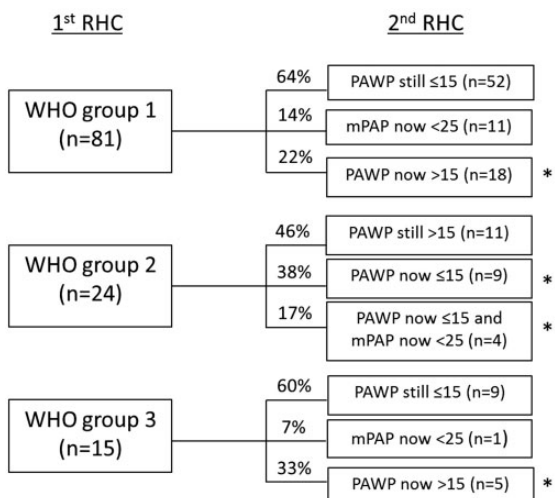 1st RHC
2nd RHC
WHO group 1
(n=81)
64%
PAWP still ≤15 (n=52)
14%
mPAP now <25 (n=11)
22%
PAWP now >15 (n=18)
*
WHO group 2
(n=24)
46%
PAWP still >15 (n=11)
38%
PAWP now ≤15 (n=9)
*
17%
PAWP now ≤15 and
mPAP now <25 (n=4)
*
WHO group 3
(n=15)
60%
PAWP still ≤15 (n=9)
7%
mPAP now <25 (n=1)
33%
PAWP now >15 (n=5)
*